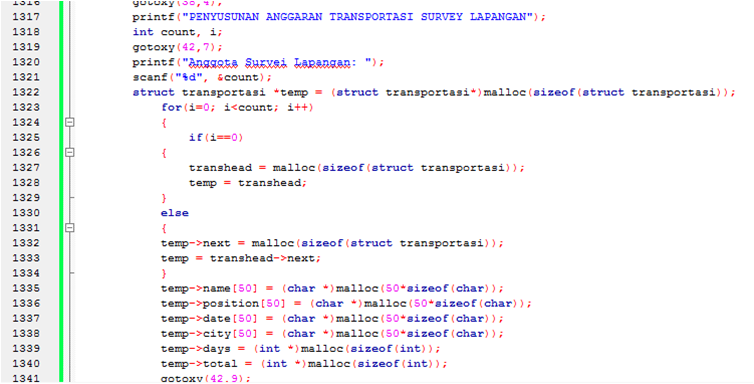 1316 gotoxy(38,4);
1317 printf("PENYUSUNAN ANGGARAN TRANSPORTASI SURVEY LAPANGAN");
1318 int count, i;
1319 gotoxy(42,7);
1320 printf("Anggota Survei Lapangan: ");
1321 scanf("%d", &count);
1322 struct transportasi *temp = (struct transportasi*)malloc(sizeof(struct transportasi));
1323 for(i=0; i<count; i++)
1324 {
1325 if(i==0)
1326 {
1327 transhead = malloc(sizeof(struct transportasi));
1328 temp = transhead;
1329 }
1330 else
1331 {
1332 temp->next = malloc(sizeof(struct transportasi));
1333 temp = transhead->next;
1334 }
1335 temp->name[50] = (char *)malloc(50*sizeof(char));
1336 temp->position[50] = (char *)malloc(50*sizeof(char));
1337 temp->date[50] = (char *)malloc(50*sizeof(char));
1338 temp->city[50] = (char *)malloc(50*sizeof(char));
1339 temp->days = (int *)malloc(sizeof(int));
1340 temp->total = (int *)malloc(sizeof(int));
1341 gotoxy(42,9);